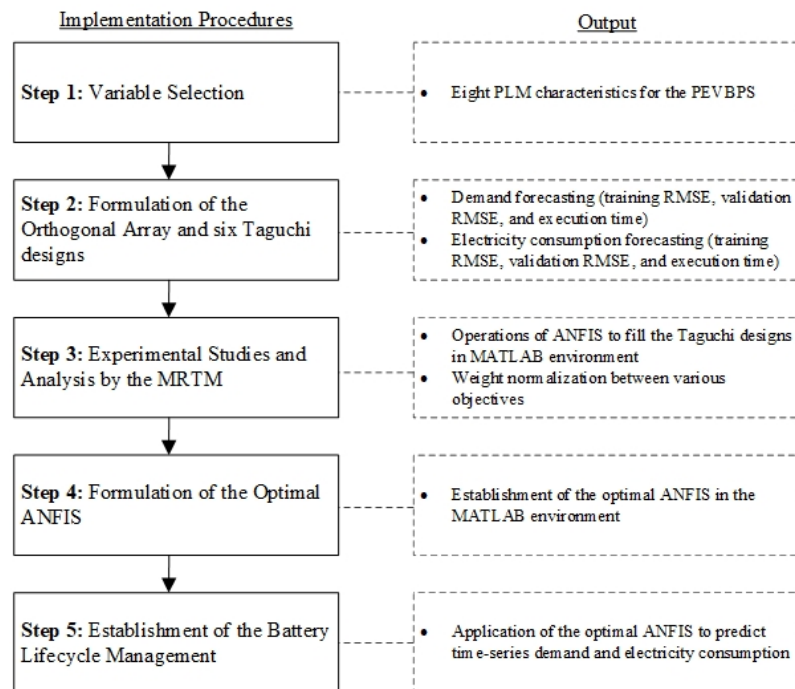 Implementation Procedures
Output
Step 1: Variable Selection
• Eight PLM characteristics for the PEVBPS
Step 2: Formulation of the
Orthogonal Array and six Taguchi
designs
• Demand forecasting (training RMSE, validation
RMSE, and execution time)
• Electricity consumption forecasting (training
RMSE, validation RMSE, and execution time)
Step 3: Experimental Studies and
Analysis by the MRTM
• Operations of ANFIS to fill the Taguchi designs
in MATLAB environment
• Weight normalization between various
objectives
Step 4: Formulation of the Optimal
ANFIS
• Establishment of the optimal ANFIS in the
MATLAB environment
Step 5: Establishment of the Battery
Lifecycle Management
• Application of the optimal ANFIS to predict
time-series demand and electricity consumption